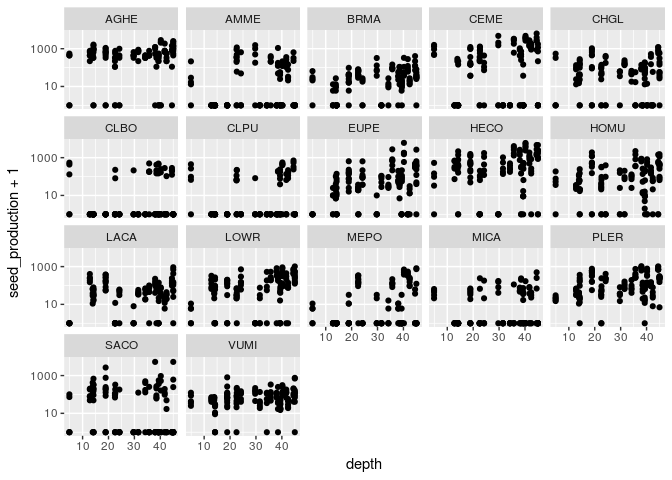 AGHE AMME BRMA CEME CHGL
1000
10
CLBO CLPU EUPE HECO HOMU
1000
10
LACA LOWR MEPO MICA PLER
1000
10
10 20 30 40 10 20 30 40 10 20 30 40
SACO VUMI
1000
10
10 20 30 40 10 20 30 40
depth
seed_production + 1